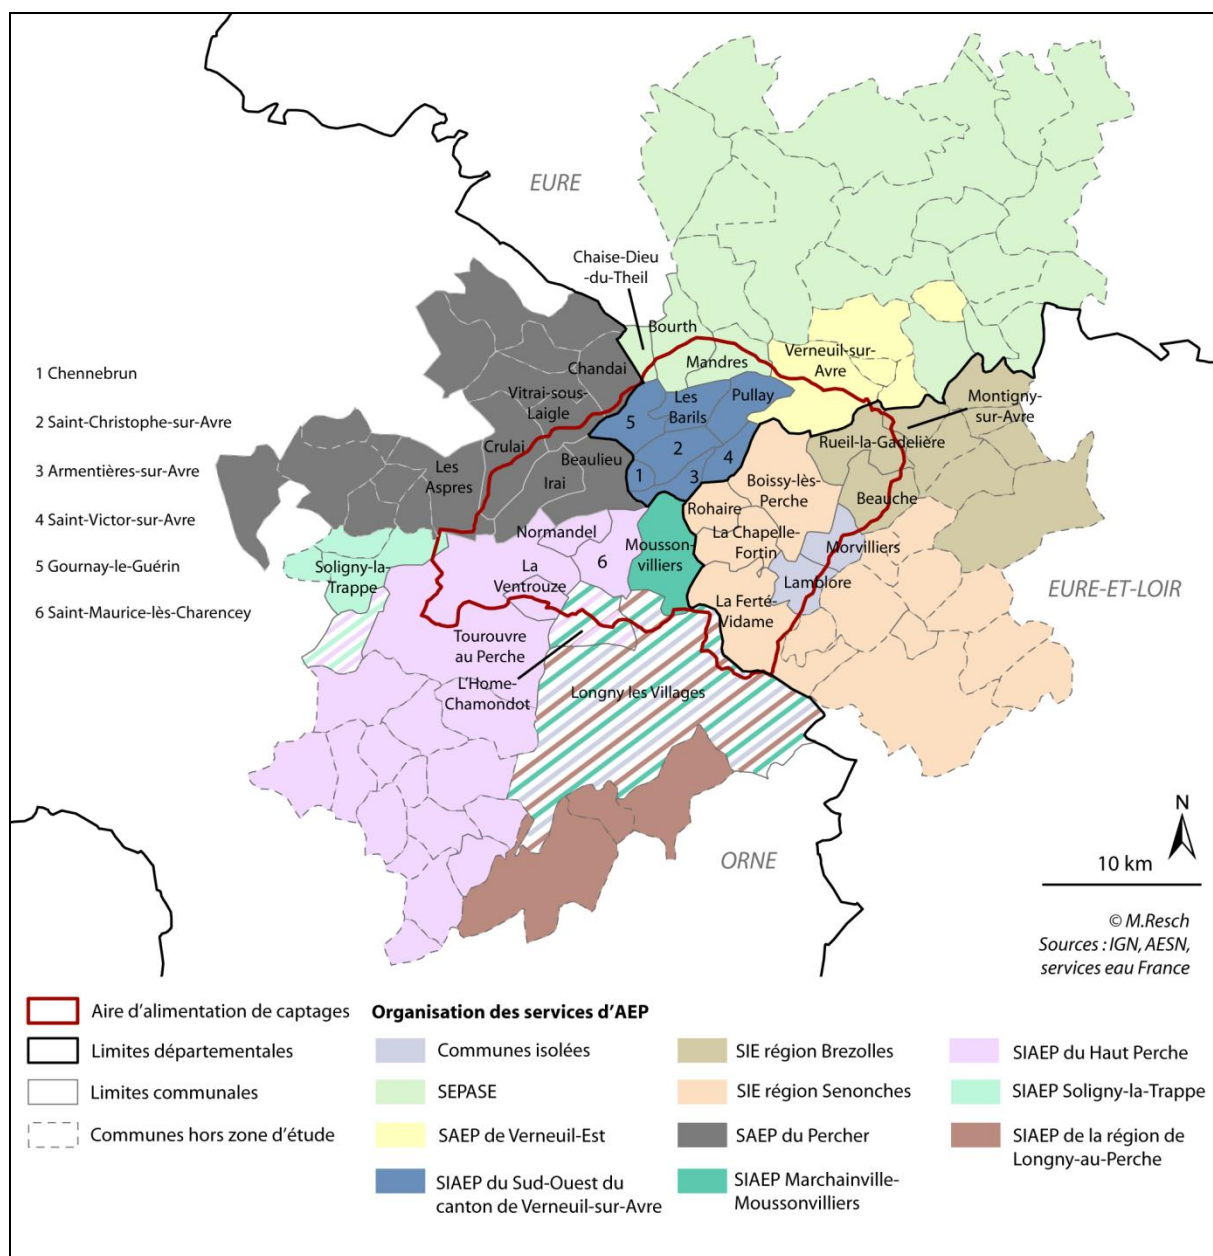 EURE
Chaise-Dieu
-du-Theil
Bourth
Mandres
Verneuil-sur-
Avre
Chandai
Vitrai-sous-
Laigle
Les
Barils
Pullay
Montigny-
sur-Avre
Rueil-la-Gadelière
Crulai
Beaulieu
Les
Aspres
Irai
Boissy-lès-
Perche
Beauche
Rohaire
Normandel
La Chapelle-
Fortin
Mousson-
villiers
Morvilliers
Soligny-la-
Trappe
La
Ventrouze
Lamblore
EURE-ET-LOIR
La Ferté-
Vidame
Tourouvre
au Perche
L'Home-
Chamondot
Longny les Villages
ORNE
5
2
1
3
4
6
1 Chennebrun
2 Saint-Christophe-sur-Avre
3 Armentières-sur-Avre
4 Saint-Victor-sur-Avre
5 Gournay-le-Guérin
6 Saint-Maurice-lès-Charencey
N
10 km
© M.Resch
Sources : IGN, AESN,
services eau France
Aire d'alimentation de captages
Limites départementales
Limites communales
Communes hors zone d'étude
Organisation des services d'AEP
Communes isolées
SEPASE
SAEP de Verneuil-Est
SIAEP du Sud-Ouest du
canton de Verneuil-sur-Avre
SIE région Brezolles
SIE région Senonches
SAEP du Percher
SIAEP Marchainville-
Moussonvilliers
SIAEP du Haut Perche
SIAEP Soligny-la-Trappe
SIAEP de la région de
Longny-au-Perche